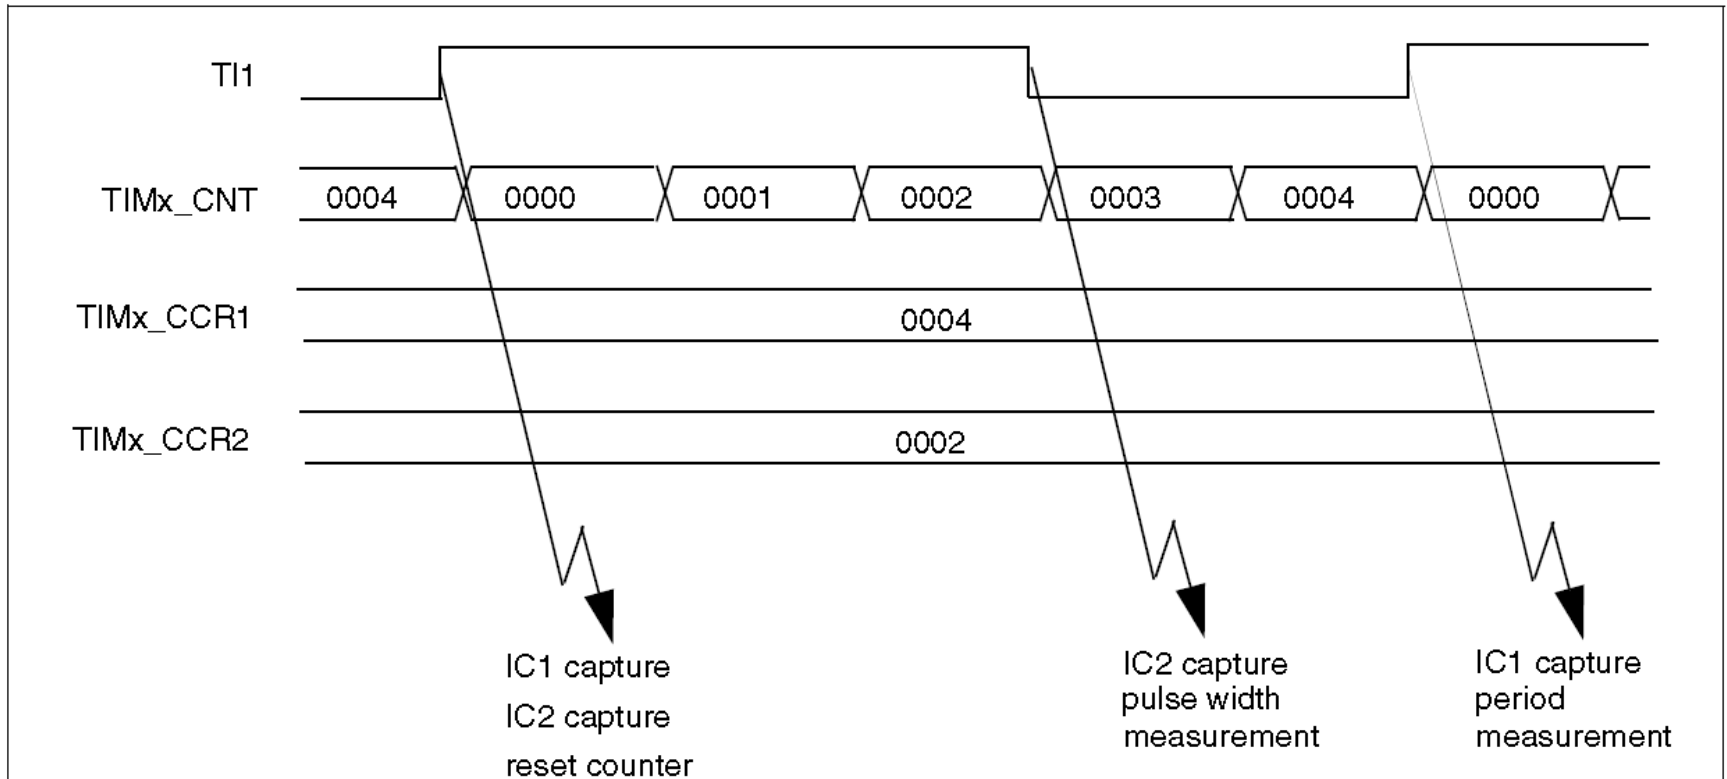 TI1
TIMx_CNT 0004 0000 0001 0002 0003 0004 0000
TIMx_CCR1 0004
TIMx_CCR2 0002
IC1 capture
IC2 capture
reset counter
IC2 capture
pulse width
measurement
IC1 capture
period
measurement